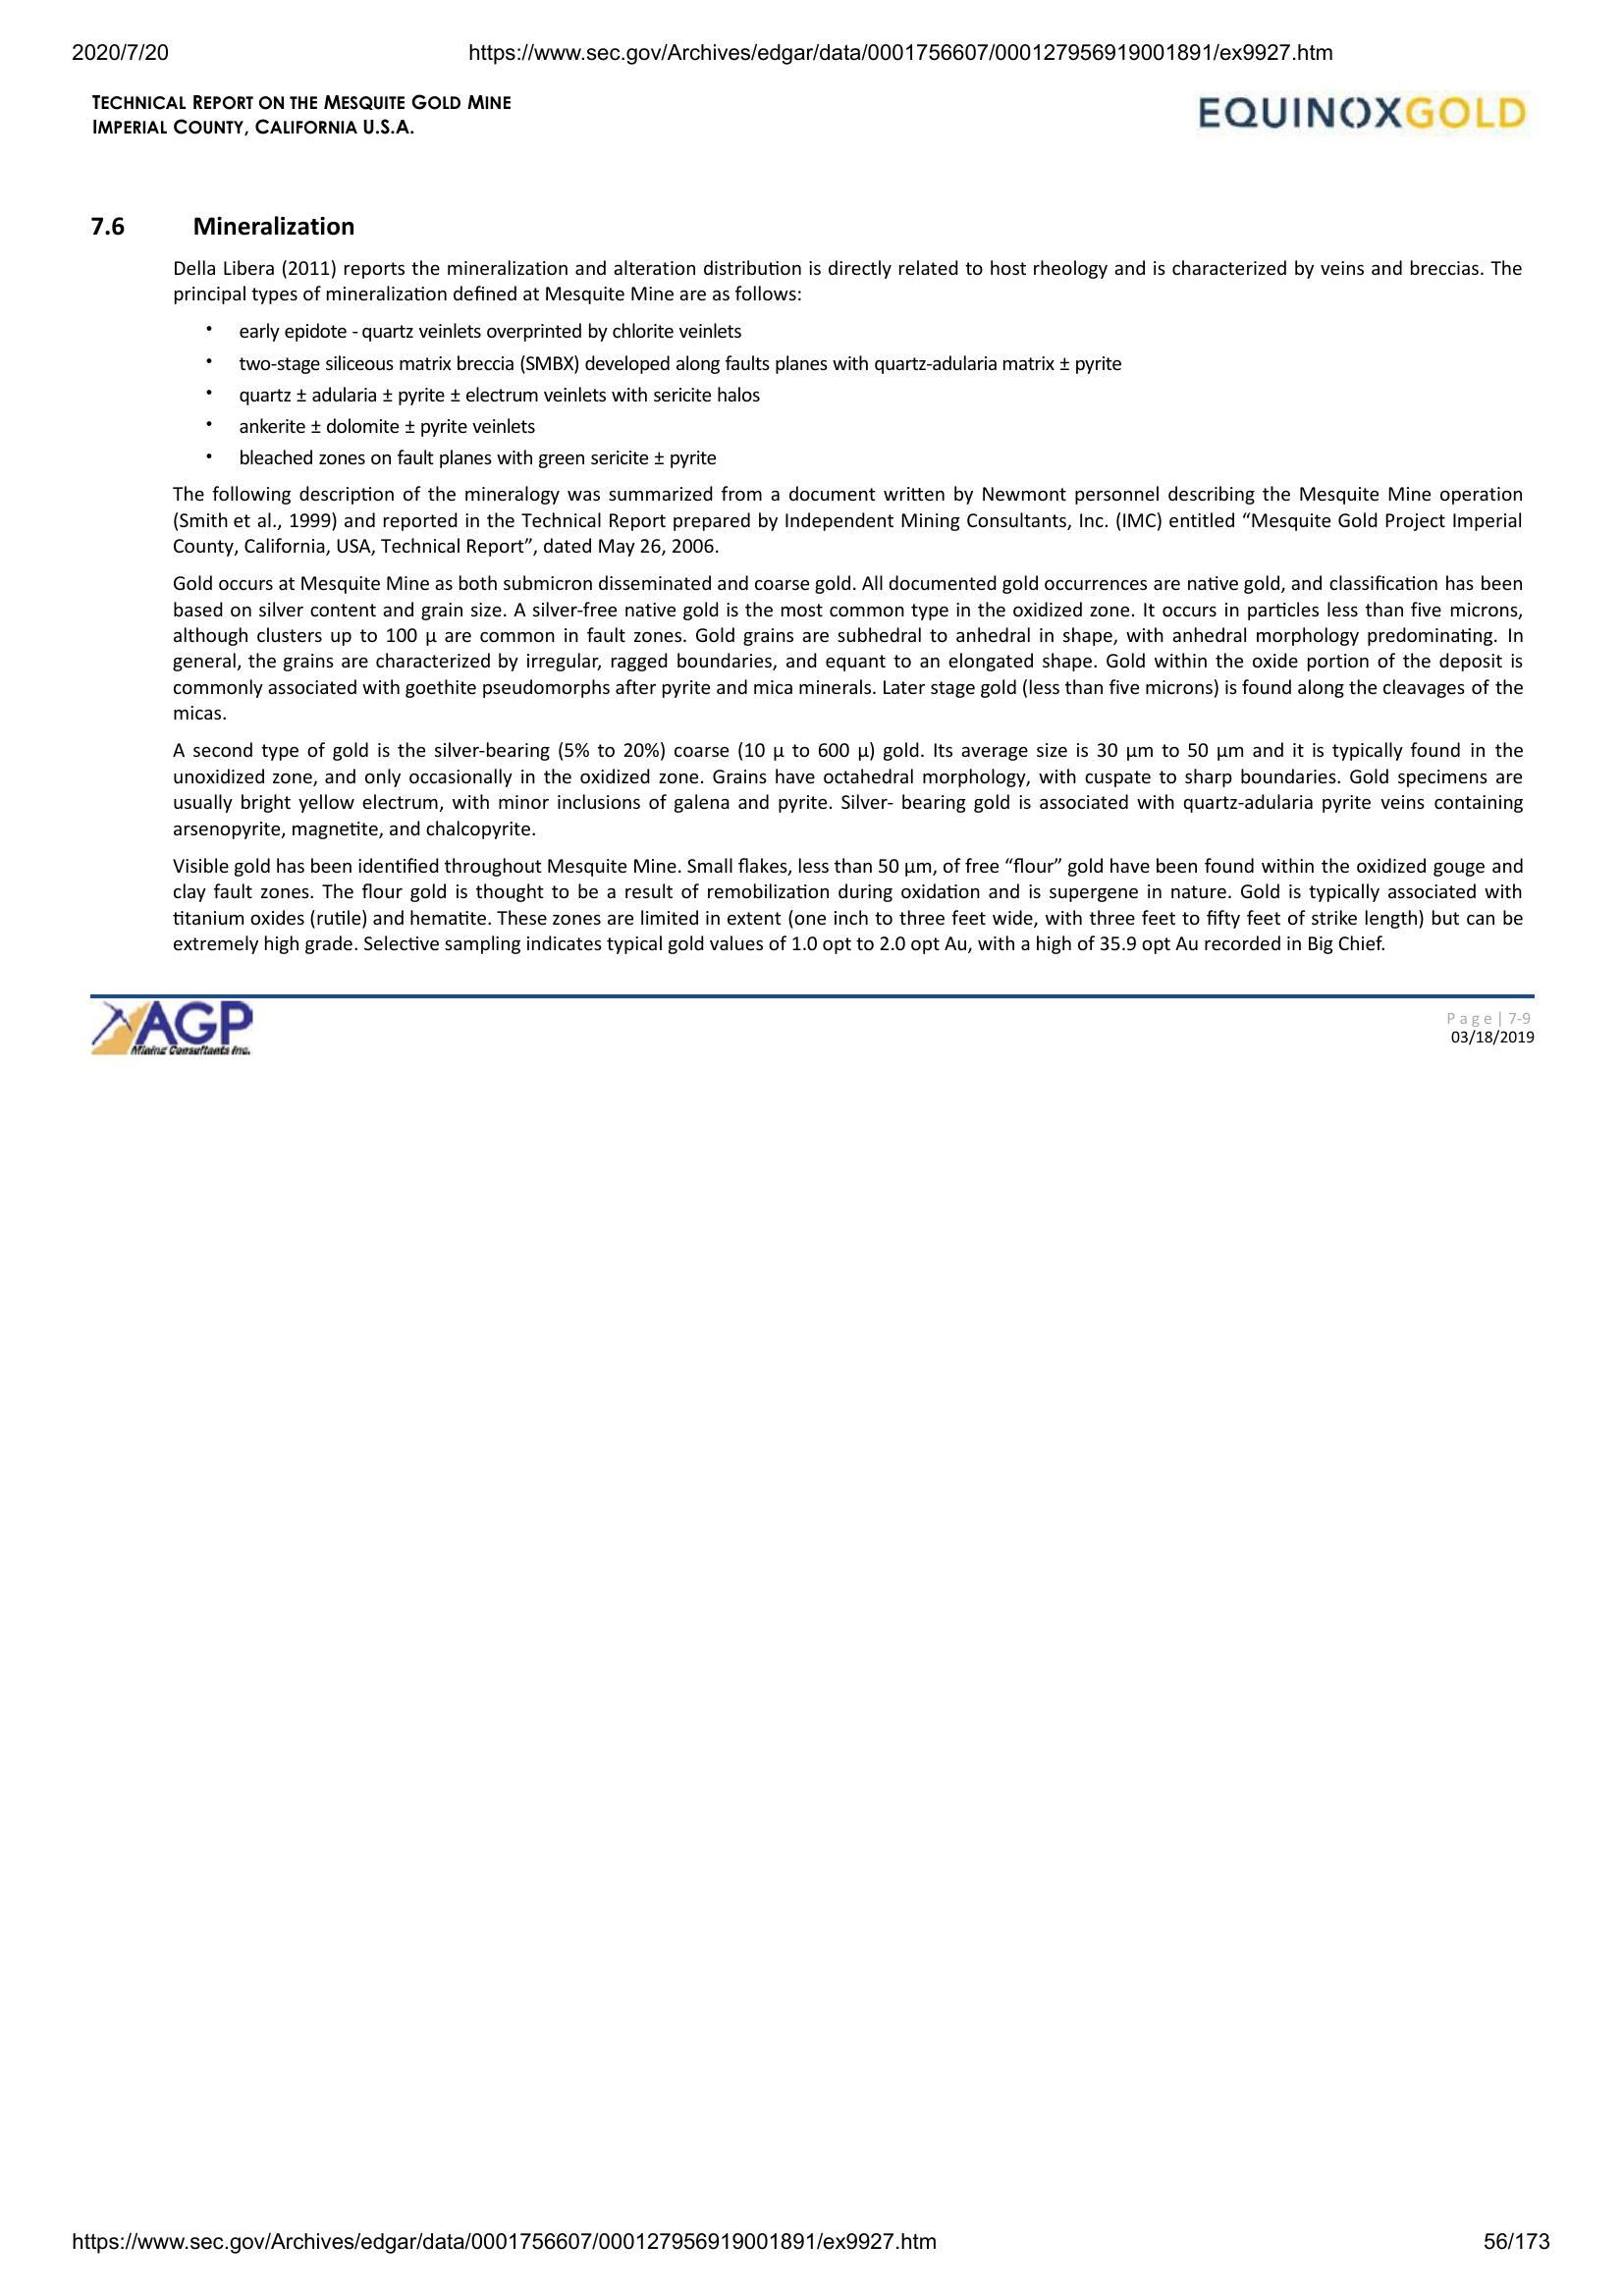 2020/7/20 https://www.sec.gov/Archives/edgar/data/0001756607/000127956919001891/ex9927.htm
TECHNICAL REPORT ON THE MESQUITE GOLD MINE
IMPERIAL COUNTY, CALIFORNIA U.S.A.
EQUINOXGOLD
7.6 Mineralization
Della Libera (2011) reports the mineralization and alteration distribution is directly related to host rheology and is characterized by veins and breccias. The
principal types of mineralization defined at Mesquite Mine are as follows:
• early epidote - quartz veinlets overprinted by chlorite veinlets
• two-stage siliceous matrix breccia (SMBX) developed along faults planes with quartz-adularia matrix ± pyrite
• quartz ± adularia ± pyrite ± electrum veinlets with sericite halos
• ankerite ± dolomite ± pyrite veinlets
• bleached zones on fault planes with green sericite ± pyrite
The following description of the mineralogy was summarized from a document written by Newmont personnel describing the Mesquite Mine operation
(Smith et al., 1999) and reported in the Technical Report prepared by Independent Mining Consultants, Inc. (IMC) entitled “Mesquite Gold Project Imperial
County, California, USA, Technical Report”, dated May 26, 2006.
Gold occurs at Mesquite Mine as both submicron disseminated and coarse gold. All documented gold occurrences are native gold, and classification has been
based on silver content and grain size. A silver-free native gold is the most common type in the oxidized zone. It occurs in particles less than five microns,
although clusters up to 100 µ are common in fault zones. Gold grains are subhedral to anhedral in shape, with anhedral morphology predominating. In
general, the grains are characterized by irregular, ragged boundaries, and equant to an elongated shape. Gold within the oxide portion of the deposit is
commonly associated with goethite pseudomorphs after pyrite and mica minerals. Later stage gold (less than five microns) is found along the cleavages of the
micas.
A second type of gold is the silver-bearing (5% to 20%) coarse (10 µ to 600 µ) gold. Its average size is 30 µm to 50 µm and it is typically found in the
unoxidized zone, and only occasionally in the oxidized zone. Grains have octahedral morphology, with cuspate to sharp boundaries. Gold specimens are
usually bright yellow electrum, with minor inclusions of galena and pyrite. Silver- bearing gold is associated with quartz-adularia pyrite veins containing
arsenopyrite, magnetite, and chalcopyrite.
Visible gold has been identified throughout Mesquite Mine. Small flakes, less than 50 µm, of free “flour” gold have been found within the oxidized gouge and
clay fault zones. The flour gold is thought to be a result of remobilization during oxidation and is supergene in nature. Gold is typically associated with
titanium oxides (rutile) and hematite. These zones are limited in extent (one inch to three feet wide, with three feet to fifty feet of strike length) but can be
extremely high grade. Selective sampling indicates typical gold values of 1.0 opt to 2.0 opt Au, with a high of 35.9 opt Au recorded in Big Chief.
AGP
Mining Consultants Inc.
Page | 7-9
03/18/2019
https://www.sec.gov/Archives/edgar/data/0001756607/000127956919001891/ex9927.htm 56/173